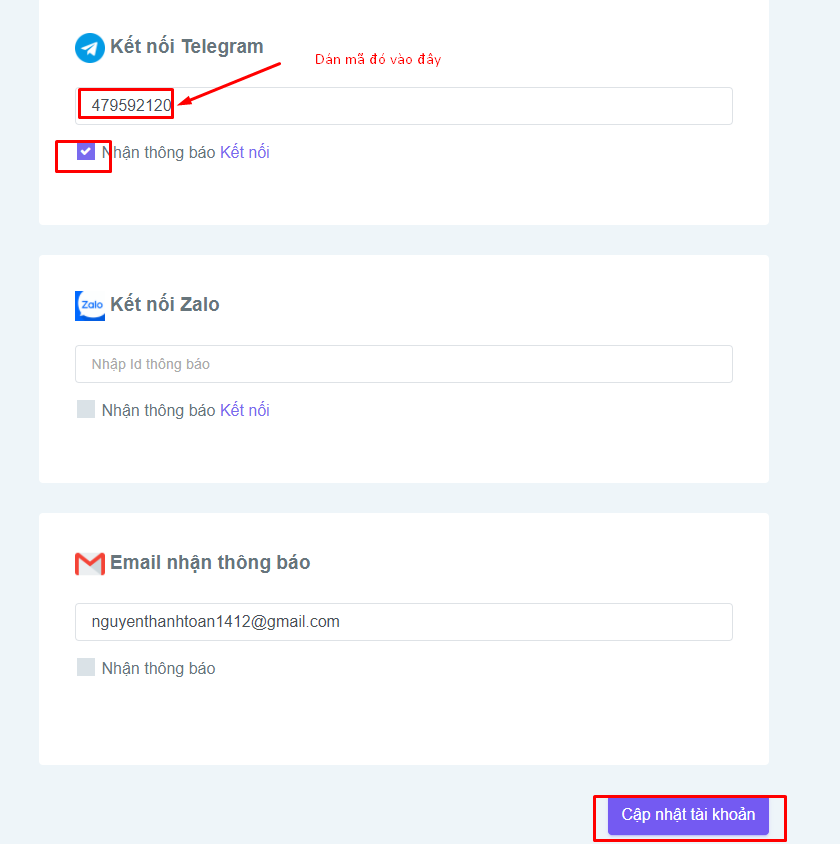 Kết nối Telegram
Dán mã đó vào đây
479592120
Nhận thông báo Kết nối
Zalo Kết nối Zalo
Nhập Id thông báo
Nhận thông báo Kết nối
Email nhận thông báo
nguyenthanhtoan1412@gmail.com
Nhận thông báo
Cập nhật tài khoản